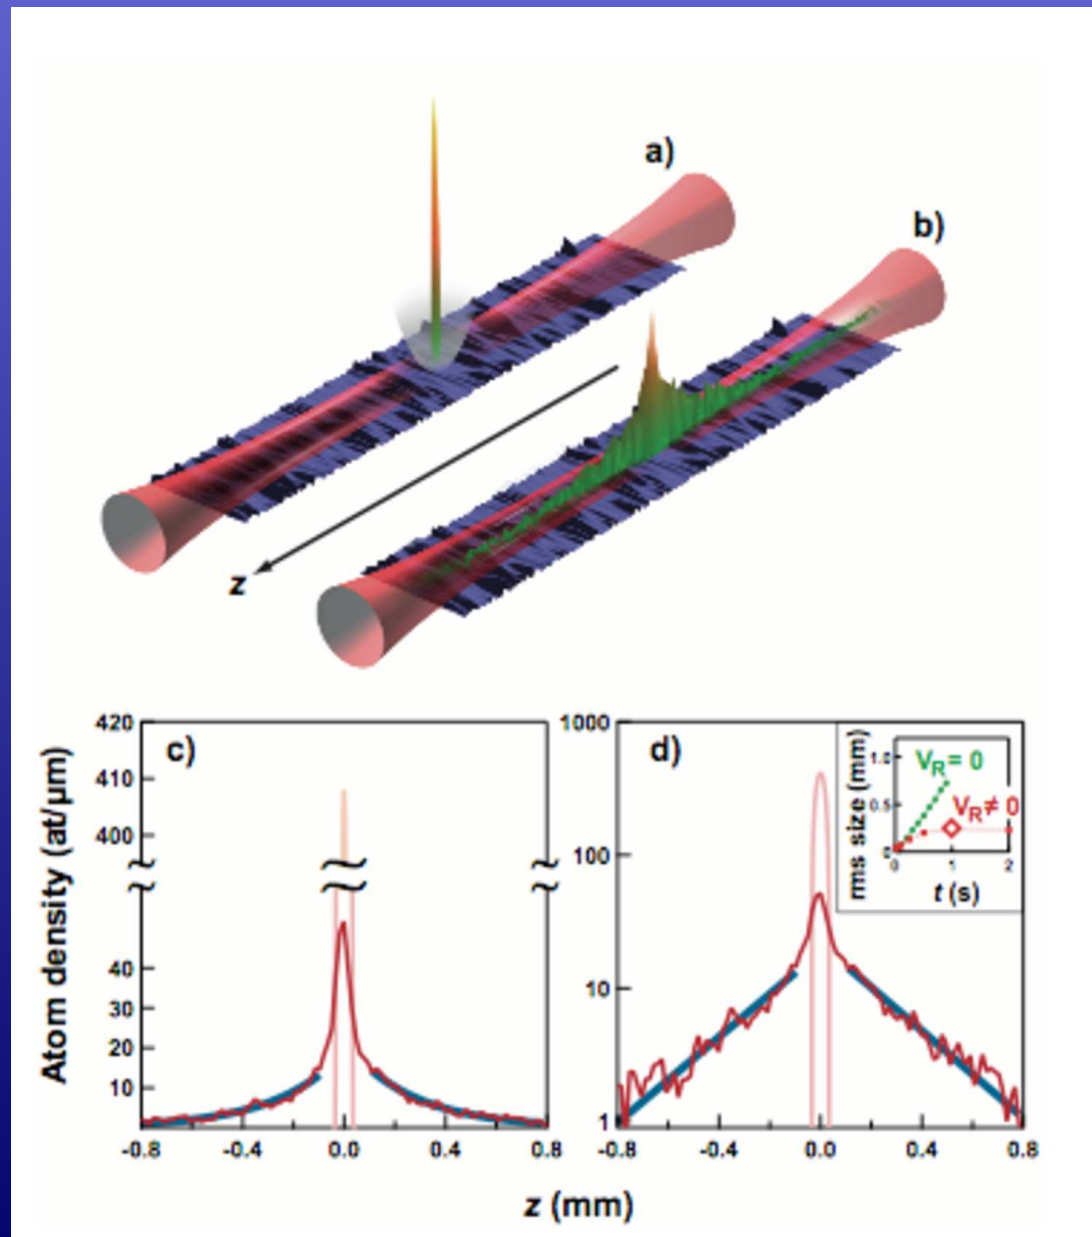 a)
b)
z
Atom density (at/μm)
c)
420
410
400
40
30
20
10
-0.8 -0.4 0.0 0.4 0.8
d)
1000
100
10
1
-0.8 -0.4 0.0 0.4 0.8
rms size (mm)
1.0
0.5
0
V_R = 0
V_R ≠ 0
0 1 2
t (s)
z (mm)